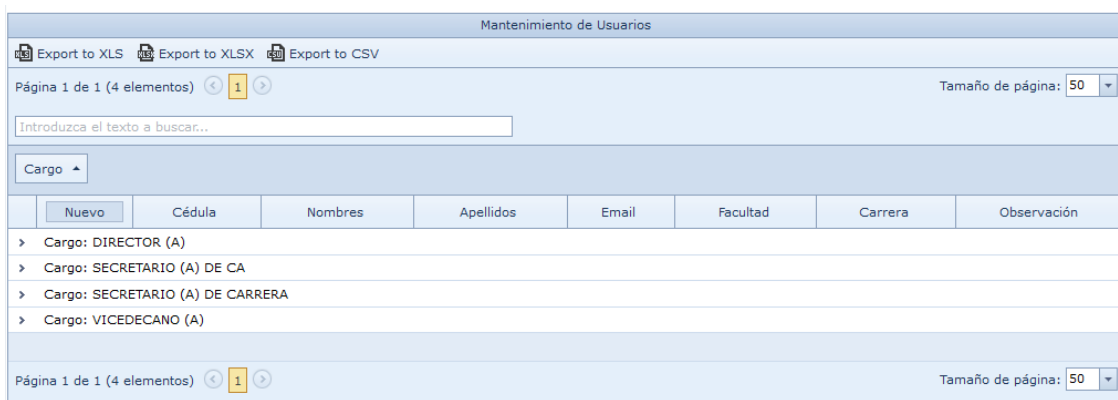 Mantenimiento de Usuarios
Export to XLS Export to XLSX Export to CSV
Página 1 de 1 (4 elementos) 1 Tamaño de página: 50
Introduzca el texto a buscar...
Cargo
Nuevo Cédula Nombres Apellidos Email Facultad Carrera Observación
Cargo: DIRECTOR (A)
Cargo: SECRETARIO (A) DE CA
Cargo: SECRETARIO (A) DE CARRERA
Cargo: VICEDECANO (A)
Página 1 de 1 (4 elementos) 1 Tamaño de página: 50